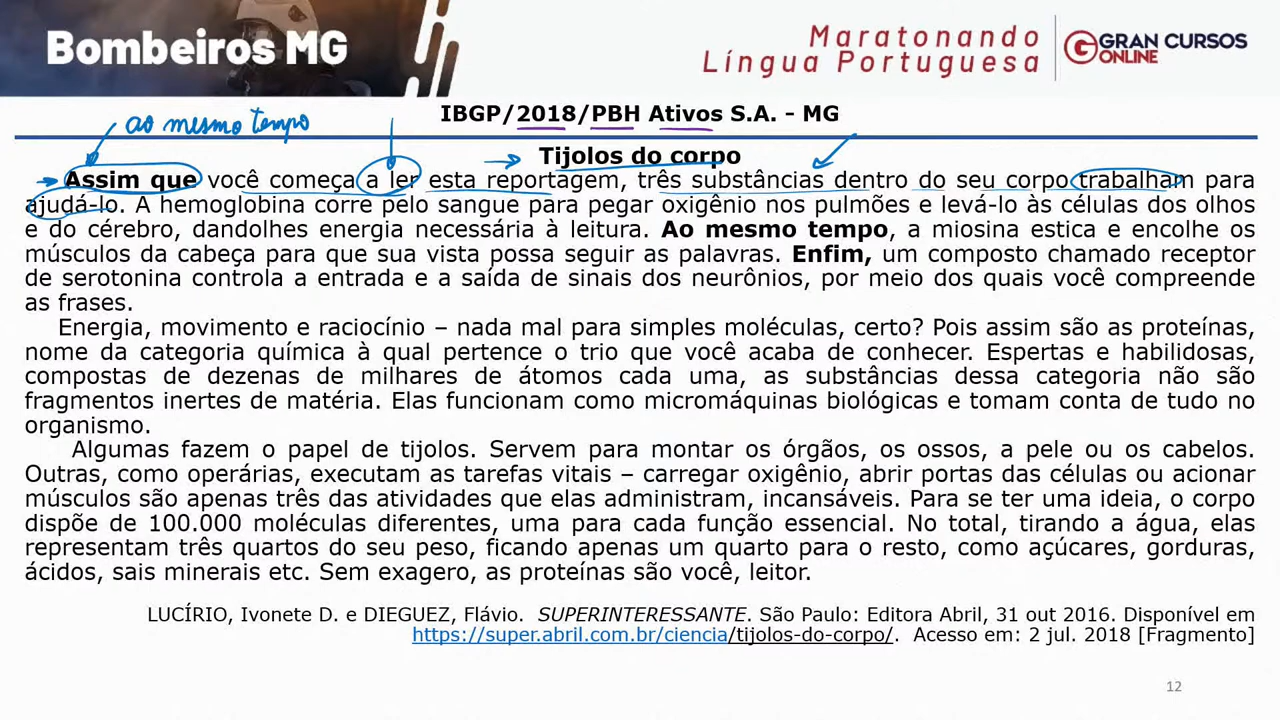 Bombeiros MG
Maratonando
Língua Portuguesa
GRAN CURSOS
ONLINE
IBGP/2018/PBH Ativos S.A. - MG
ao mesmo tempo
Tijolos do corpo
Assim que você começa a ler esta reportagem, três substâncias dentro do seu corpo trabalham para
ajudá-lo. A hemoglobina corre pelo sangue para pegar oxigênio nos pulmões e levá-lo às células dos olhos
e do cérebro, dandolhes energia necessária à leitura. Ao mesmo tempo, a miosina estica e encolhe os
músculos da cabeça para que sua vista possa seguir as palavras. Enfim, um composto chamado receptor
de serotonina controla a entrada e a saída de sinais dos neurônios, por meio dos quais você compreende
as frases.
Energia, movimento e raciocínio – nada mal para simples moléculas, certo? Pois assim são as proteínas,
nome da categoria química à qual pertence o trio que você acaba de conhecer. Espertas e habilidosas,
compostas de dezenas de milhares de átomos cada uma, as substâncias dessa categoria não são
fragmentos inertes de matéria. Elas funcionam como micromáquinas biológicas e tomam conta de tudo no
organismo.
Algumas fazem o papel de tijolos. Servem para montar os órgãos, os ossos, a pele ou os cabelos.
Outras, como operárias, executam as tarefas vitais – carregar oxigênio, abrir portas das células ou acionar
músculos são apenas três das atividades que elas administram, incansáveis. Para se ter uma ideia, o corpo
dispõe de 100.000 moléculas diferentes, uma para cada função essencial. No total, tirando a água, elas
representam três quartos do seu peso, ficando apenas um quarto para o resto, como açúcares, gorduras,
ácidos, sais minerais etc. Sem exagero, as proteínas são você, leitor.
LUCÍRIO, Ivonete D. e DIEGUEZ, Flávio. SUPERINTERESSANTE. São Paulo: Editora Abril, 31 out 2016. Disponível em
https://super.abril.com.br/ciencia/tijolos-do-corpo/. Acesso em: 2 jul. 2018 [Fragmento]
12